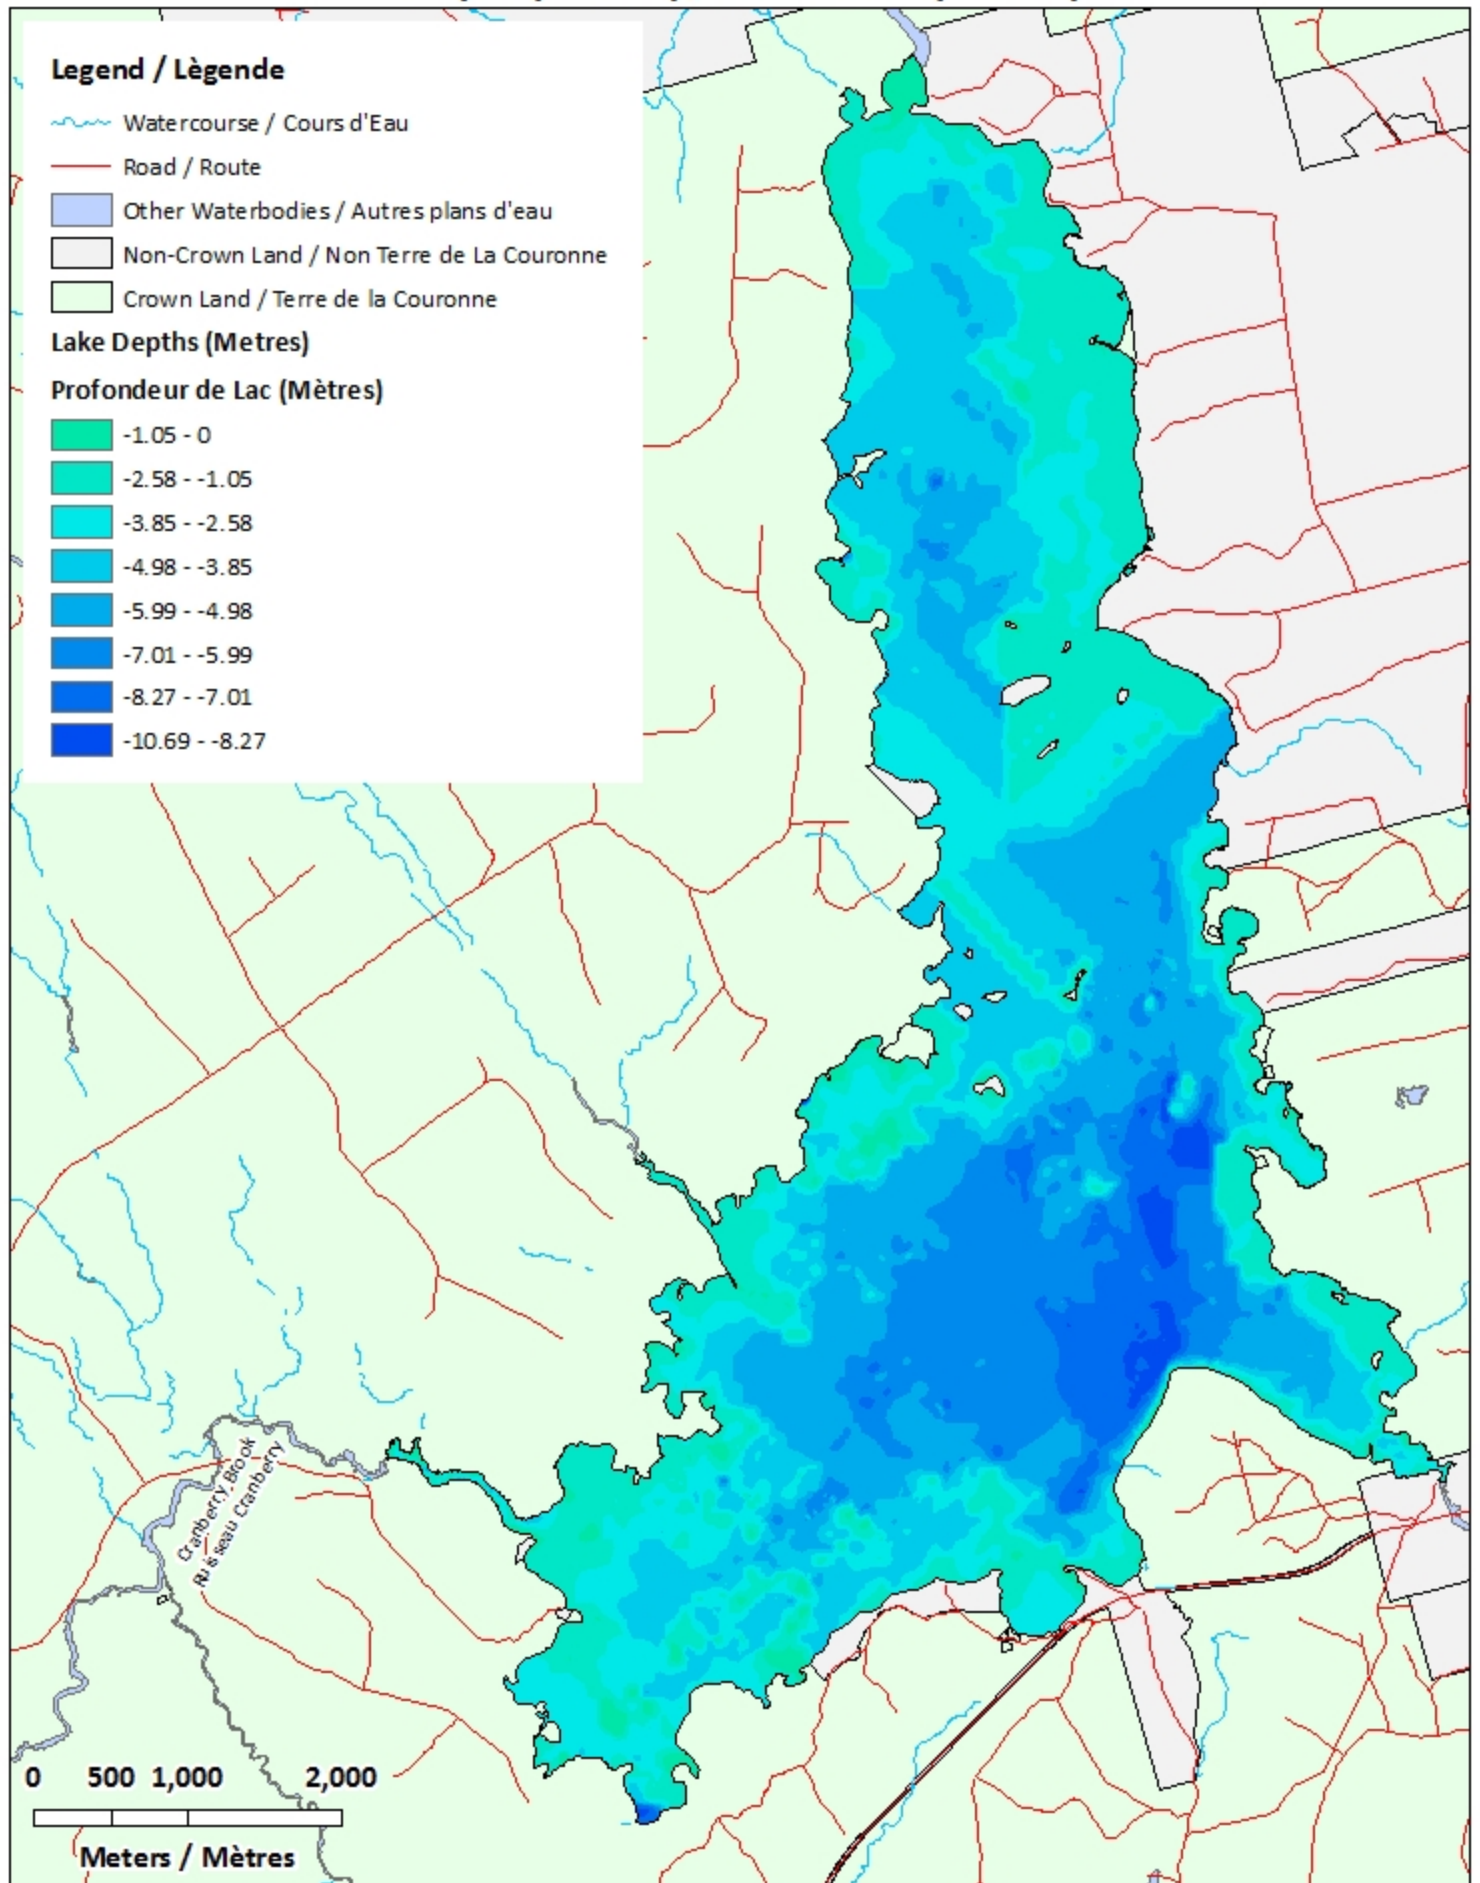 Legend / Lègende
Watercourse / Cours d'Eau
Road / Route
Other Waterbodies / Autres plans d'eau
Non-Crown Land / Non Terre de La Couronne
Crown Land / Terre de la Couronne
Lake Depths (Metres)
Profondeur de Lac (Mètres)
-1.05 - 0
-2.58 - -1.05
-3.85 - -2.58
-4.98 - -3.85
-5.99 - -4.98
-7.01 - -5.99
-8.27 - -7.01
-10.69 - -8.27
Cranberry Brook
Ruisseau Cranberry
0 500 1,000 2,000
Meters / Mètres